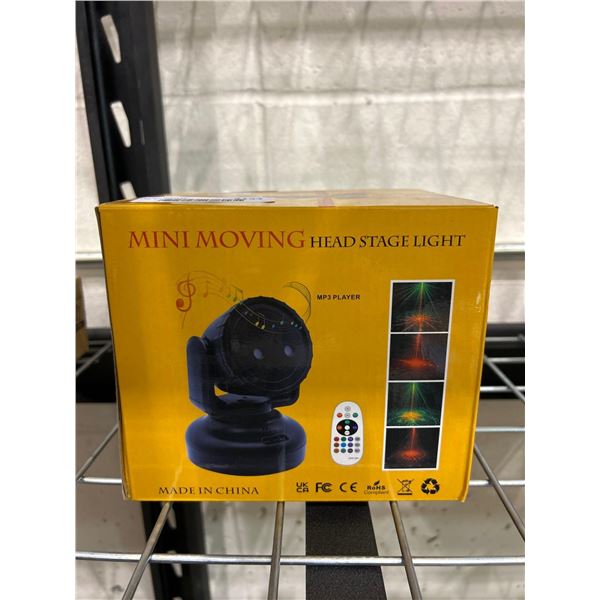 MINI MOVING HEAD STAGE LIGHT
MP3 PLAYER
MADE IN CHINA
UK CA FC CE RoHS
Compliant